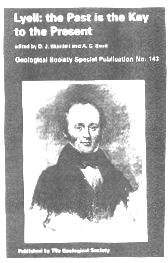 Lyell: the Past is the Key
to the Present
edited by D. J. Blundell and A. C. Scott
Geological Society Special Publication No. 143
Published by The Geological Society